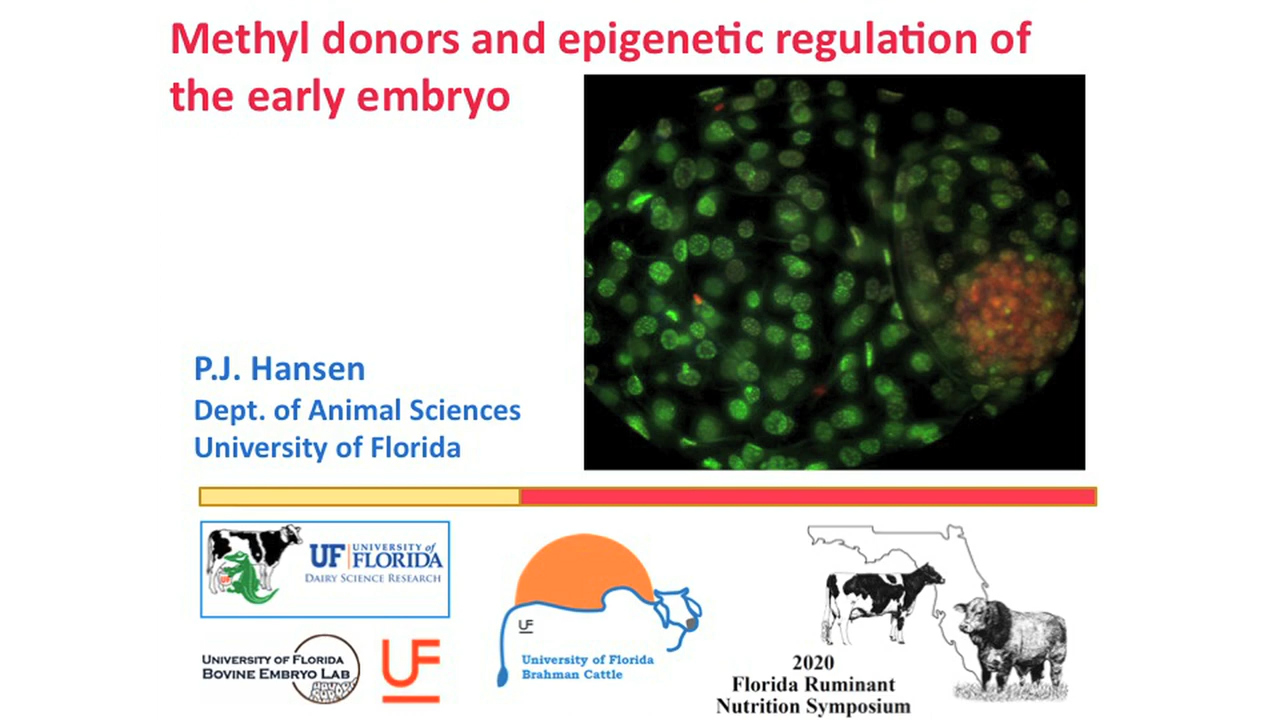 Methyl donors and epigenetic regulation of
the early embryo
P.J. Hansen
Dept. of Animal Sciences
University of Florida
UF
UF UNIVERSITY of
FLORIDA
DAIRY SCIENCE RESEARCH
UNIVERSITY OF FLORIDA
BOVINE EMBRYO LAB
UF
UF
University of Florida
Brahman Cattle
2020
Florida Ruminant
Nutrition Symposium